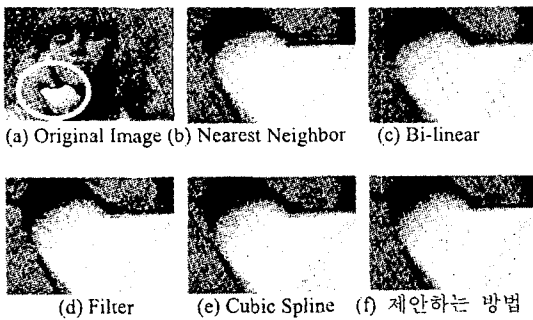 (a) Original Image (b) Nearest Neighbor (c) Bi-linear
(d) Filter (e) Cubic Spline (f) 제안하는 방법